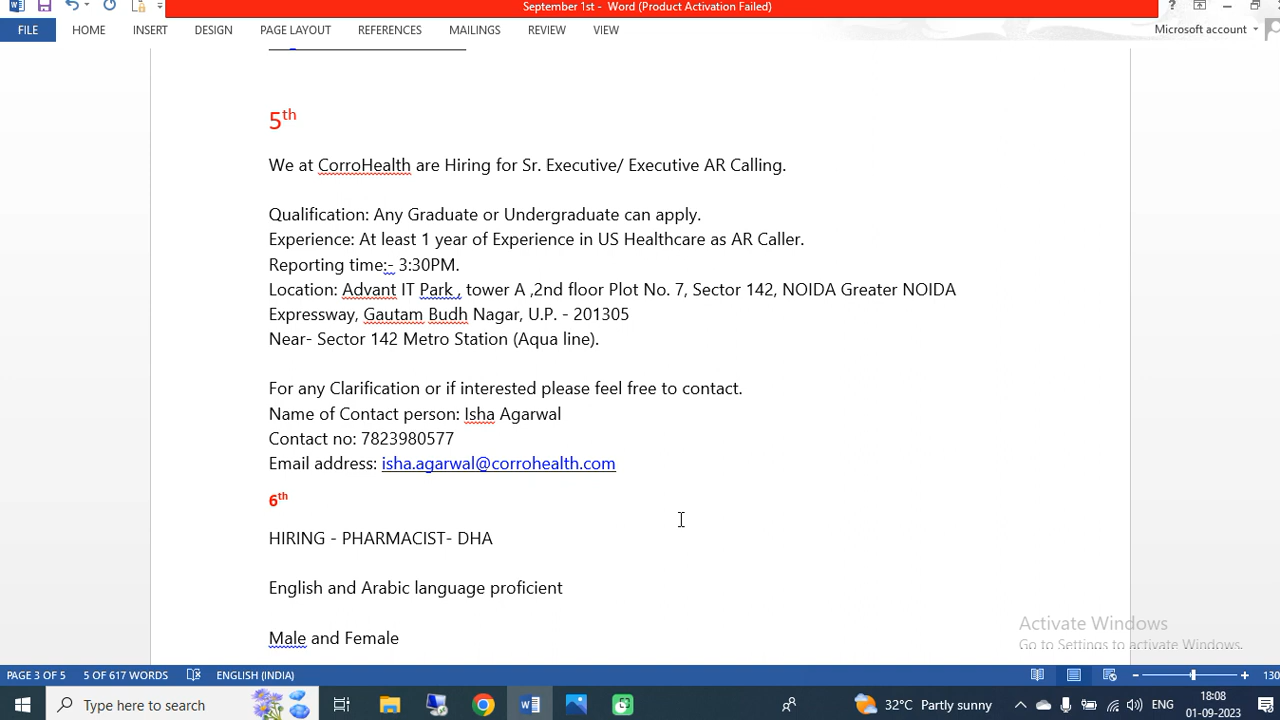 September 1st - Word (Product Activation Failed)
FILE HOME INSERT DESIGN PAGE LAYOUT REFERENCES MAILINGS REVIEW VIEW Microsoft account
5th
We at CorroHealth are Hiring for Sr. Executive/ Executive AR Calling.
Qualification: Any Graduate or Undergraduate can apply.
Experience: At least 1 year of Experience in US Healthcare as AR Caller.
Reporting time:- 3:30PM.
Location: Advant IT Park , tower A ,2nd floor Plot No. 7, Sector 142, NOIDA Greater NOIDA
Expressway, Gautam Budh Nagar, U.P. - 201305
Near- Sector 142 Metro Station (Aqua line).
For any Clarification or if interested please feel free to contact.
Name of Contact person: Isha Agarwal
Contact no: 7823980577
Email address: isha.agarwal@corrohealth.com
6th
HIRING - PHARMACIST- DHA
English and Arabic language proficient
Male and Female
Activate Windows
Go to Settings to activate Windows.
PAGE 3 OF 5 5 OF 617 WORDS ENGLISH (INDIA) 130
Type here to search 32°C Partly sunny ENG 18:08
01-09-2023